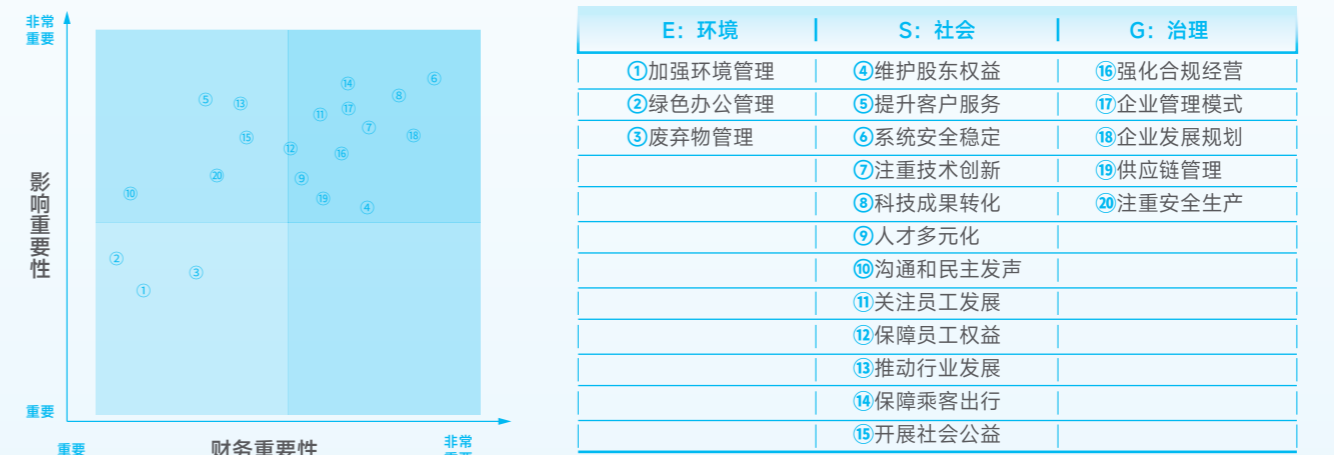 非常
重要
影响重要性
重要
重要
财务重要性
非常
重要
⑥
⑭
⑧
⑤
⑬
⑰
⑪
⑦
⑱
⑮
⑫
⑯
⑳
⑨
⑩
⑲
④
②
③
①
E：环境
S：社会
G：治理
①加强环境管理
④维护股东权益
⑯强化合规经营
②绿色办公管理
⑤提升客户服务
⑰企业管理模式
③废弃物管理
⑥系统安全稳定
⑱企业发展规划
⑦注重技术创新
⑲供应链管理
⑧科技成果转化
⑳注重安全生产
⑨人才多元化
⑩沟通和民主发声
⑪关注员工发展
⑫保障员工权益
⑬推动行业发展
⑭保障乘客出行
⑮开展社会公益